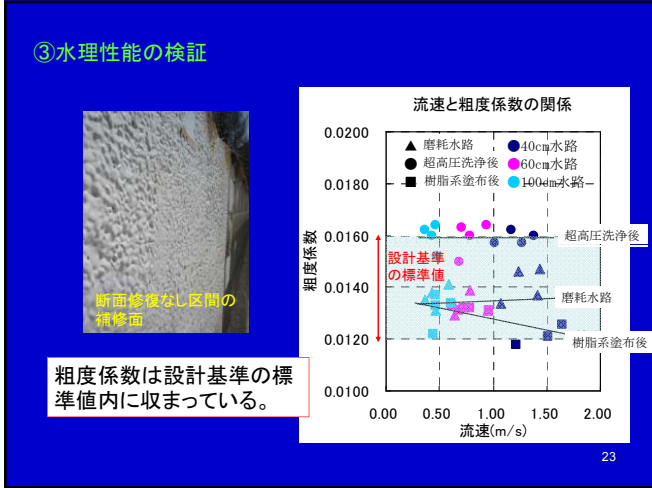 ③水理性能の検証
断面修復なし区間の
補修面
粗度係数は設計基準の標
準値内に収まっている。
流速と粗度係数の関係
粗度係数
0.0200
0.0180
0.0160
0.0140
0.0120
0.0100
▲ 磨耗水路
● 超高圧洗浄後
■ 樹脂系塗布後
●40cm水路
●60cm水路
●100cm水路
設計基準
の標準値
超高圧洗浄後
磨耗水路
樹脂系塗布後
0.00 0.50 1.00 1.50 2.00
流速(m/s)
23